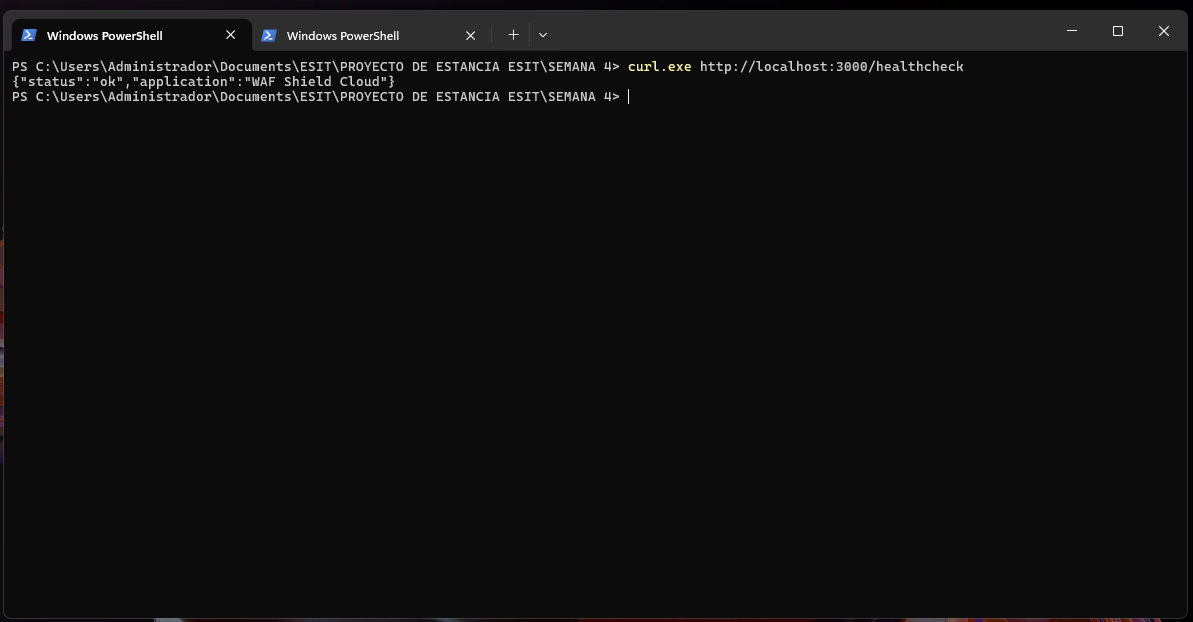 Windows PowerShell
Windows PowerShell
PS C:\Users\Administrador\Documents\ESIT\PROYECTO DE ESTANCIA ESIT\SEMANA 4> curl.exe http://localhost:3000/healthcheck
{"status":"ok","application":"WAF Shield Cloud"}
PS C:\Users\Administrador\Documents\ESIT\PROYECTO DE ESTANCIA ESIT\SEMANA 4>